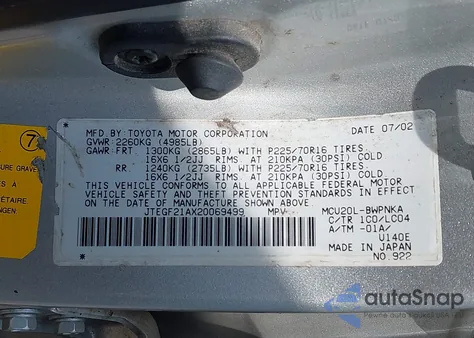 MFD.BY TOYOTA MOTOR CORPORATION DATE 07/02
GVWR 2260KG (4985LB)
GAWR FRT 1300KG (2865LB) WITH P225/70R16 TIRES.
16X6 1/2JJ RIMS AT 210KPA (30PSI) COLD
RR 1240KG (2735LB) WITH P225/70R16 TIRES.
16X6 1/2JJ RIMS AT 210KPA (30PSI) COLD
THIS VEHICLE CONFORMS TO ALL APPLICABLE FEDERAL MOTOR
VEHICLE SAFETY AND THEFT PREVENTION STANDARDS IN EFFECT
ON THE DATE OF MANUFACTURE SHOWN ABOVE.
JTEGF21AX20069499 MPV MCU20L-BWPNKA
C/TR 1C0/LC04
A/TM -01A/
U140E
MADE IN JAPAN
NO.922
7
URE GRAVE
ÉTAIRE
autoSnap